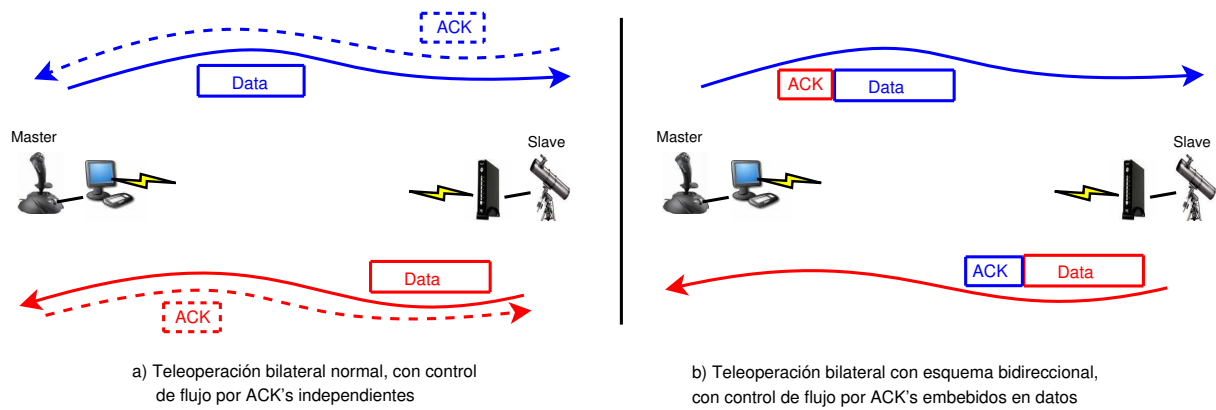 ACK
Data
Master
Slave
Data
ACK
a) Teleoperación bilateral normal, con control
de flujo por ACK's independientes
ACK
Data
Master
Slave
ACK
Data
b) Teleoperación bilateral con esquema bidireccional,
con control de flujo por ACK's embebidos en datos